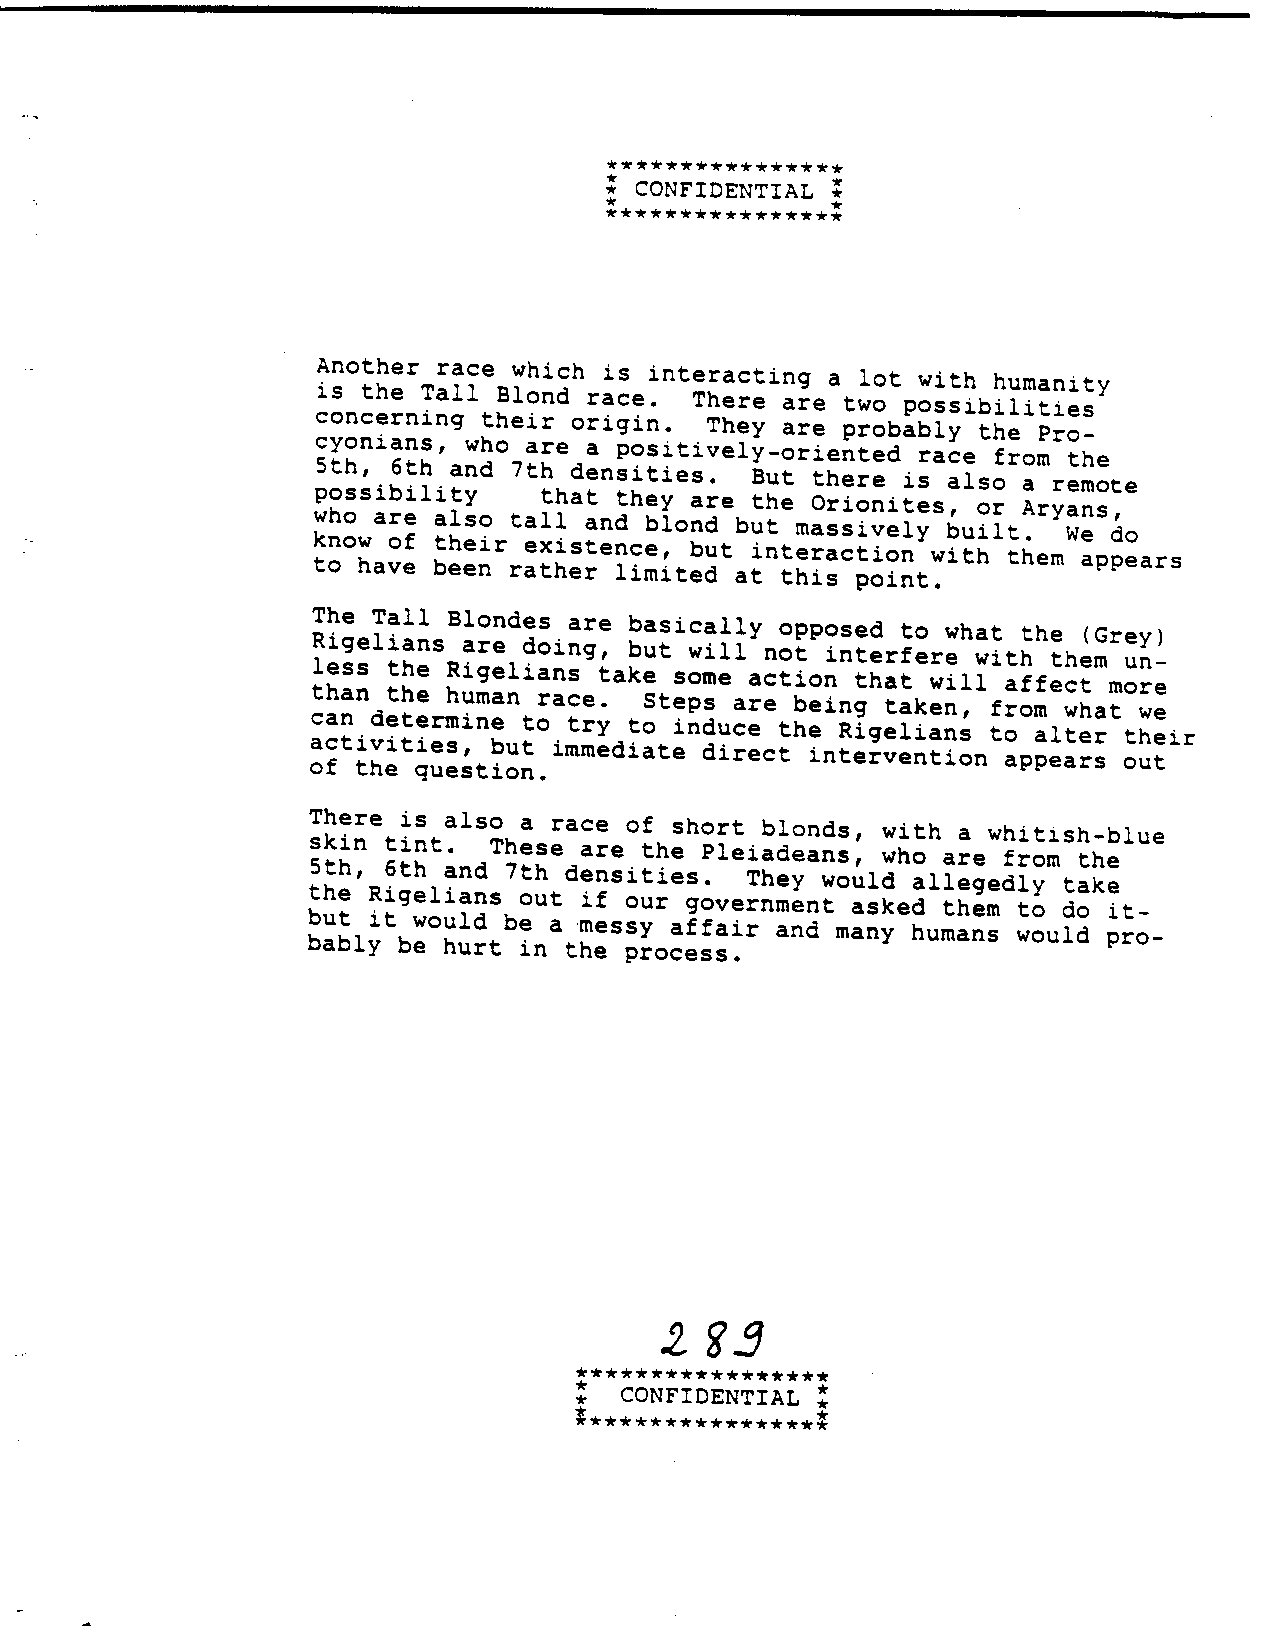 ****************
* CONFIDENTIAL *
****************
Another race which is interacting a lot with humanity
is the Tall Blond race.  There are two possibilities
concerning their origin.  They are probably the Pro-
cyonians, who are a positively-oriented race from the
5th, 6th and 7th densities.  But there is also a remote
possibility    that they are the Orionites, or Aryans,
who are also tall and blond but massively built.  We do
know of their existence, but interaction with them appears
to have been rather limited at this point.
The Tall Blondes are basically opposed to what the (Grey)
Rigelians are doing, but will not interfere with them un-
less the Rigelians take some action that will affect more
than the human race.  Steps are being taken, from what we
can determine to try to induce the Rigelians to alter their
activities, but immediate direct intervention appears out
of the question.
There is also a race of short blonds, with a whitish-blue
skin tint.  These are the Pleiadeans, who are from the
5th, 6th and 7th densities.  They would allegedly take
the Rigelians out if our government asked them to do it-
but it would be a messy affair and many humans would pro-
bably be hurt in the process.
289
*****************
*  CONFIDENTIAL *
*****************